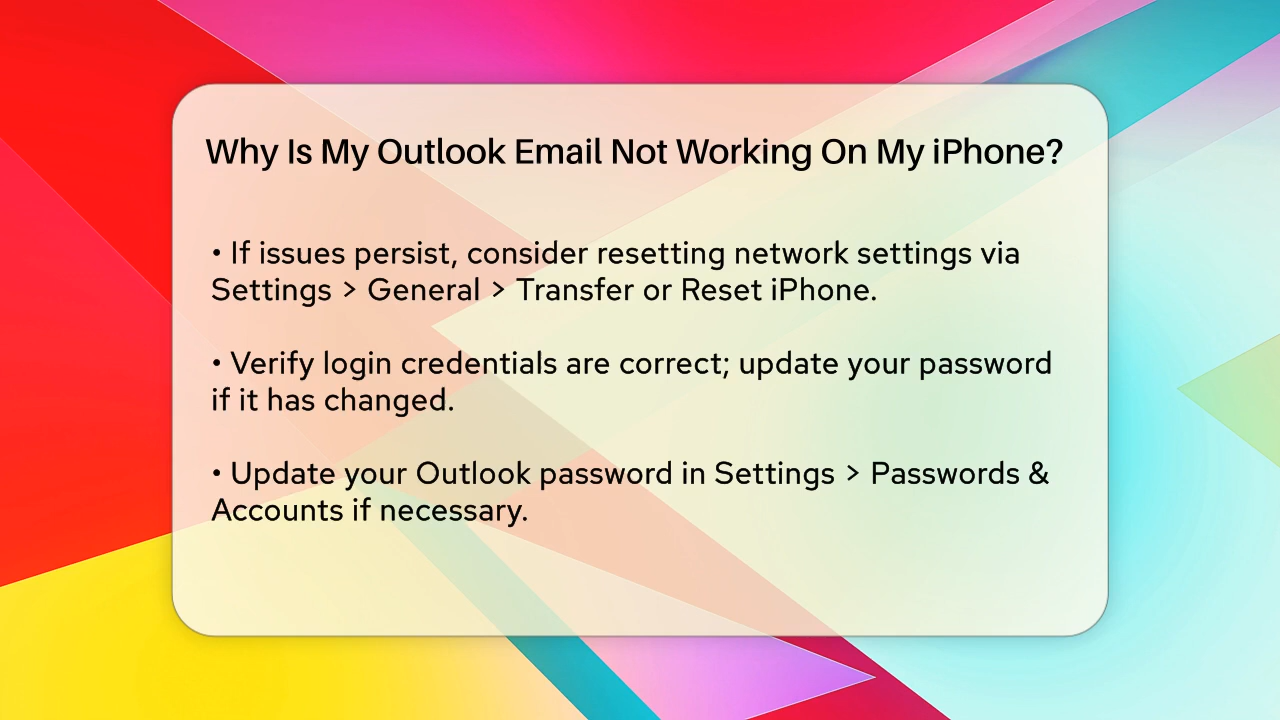 Why Is My Outlook Email Not Working On My iPhone?
• If issues persist, consider resetting network settings via
Settings > General > Transfer or Reset iPhone.
• Verify login credentials are correct; update your password
if it has changed.
• Update your Outlook password in Settings > Passwords &
Accounts if necessary.